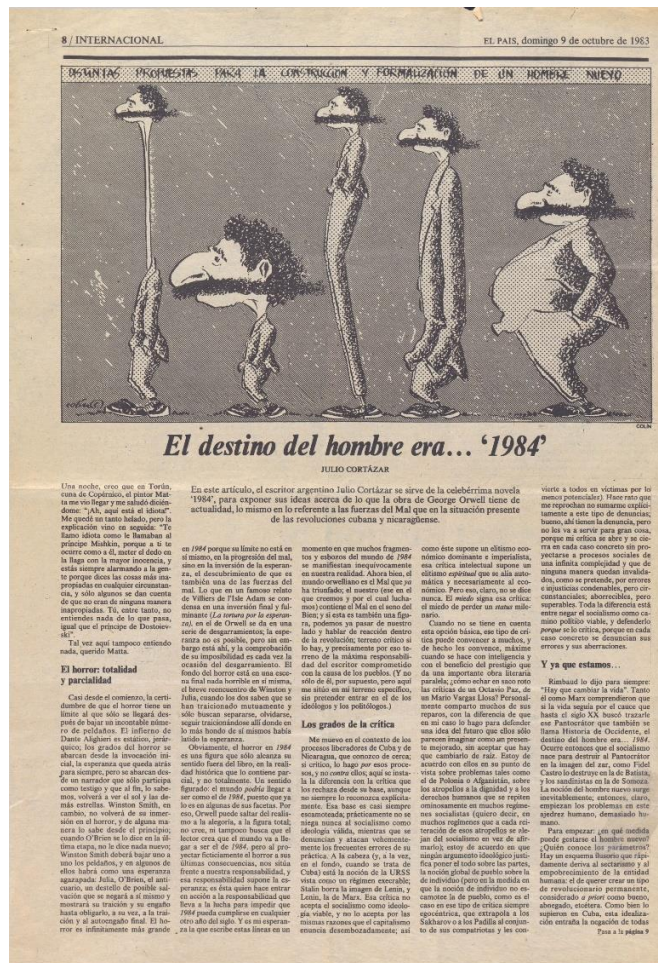 8 / INTERNACIONAL
EL PAIS, domingo 9 de octubre de 1983
DISTINTAS PROPUESTAS PARA LA CONSTRUCCION Y FORMALIZACIÓN DE UN HOMBRE NUEVO
COLIN
El destino del hombre era... ‘1984’
JULIO CORTÁZAR
En este artículo, el escritor argentino Julio Cortázar se sirve de la celebérrima novela
‘1984’, para exponer sus ideas acerca de lo que la obra de George Orwell tiene de
actualidad, lo mismo en lo referente a las fuerzas del Mal que en la situación presente
de las revoluciones cubana y nicaragüense.
Una noche, creo que en Torún,
cuna de Copérnico, el pintor Mat-
ta me vio llegar y me saludó dicién-
dome: “¡Ah, aquí está el idiota!”.
Me quedé un tanto helado, pero la
explicación vino en seguida: “Te
llamo idiota como le llamaban al
príncipe Mishkin, porque a ti te
ocurre como a él, meter el dedo en
la llaga con la mayor inocencia, y
estás siempre alarmando a la gen-
te porque dices las cosas más ina-
propiadas en cualquier circunstan-
cia, y sólo algunos se dan cuenta
de que no eran de ninguna manera
inapropiadas. Tú, entre tanto, no
entiendes nada de lo que pasa,
igual que el príncipe de Dostoiev-
ski”.
Tal vez aquí tampoco entiendo
nada, querido Matta.
El horror: totalidad
y parcialidad
Casi desde el comienzo, la certi-
dumbre de que el horror tiene un
límite al que sólo se llegará des-
pués de bajar un incontable núme-
ro de peldaños. El infierno de
Dante Alighieri es estático, jerár-
quico; los grados del horror se
abarcan desde la invocación ini-
cial, la esperanza que queda atrás
para siempre, pero se abarcan des-
de un narrador que sólo participa
como testigo y que al fin, lo sabe-
mos, volverá a ver el sol y las de-
más estrellas. Winston Smith, en
cambio, no volverá de su inmer-
sión en el horror; y de alguna ma-
nera lo sabe desde el principio;
cuando O'Brien se lo dice en la úl-
tima etapa, no le dice nada nuevo;
Winston Smith deberá bajar uno a
uno los peldaños, y en algunos de
ellos habrá como una esperanza
agazapada: Julia, O'Brien, el anti-
cuario, un destello de posible sal-
vación que se negará a sí mismo y
mostrará su traición y su engaño
hasta obligarlo, a su vez, a la trai-
ción y al autoengaño final. El ho-
rror es infinitamente más grande
en 1984 porque su límite no está en
sí mismo, en la progresión del mal,
sino en la inversión de la esperan-
za, el descubrimiento de que es
también una de las fuerzas del
mal. Lo que en un famoso relato
de Villiers de l'Isle Adam se con-
densa en una inversión final y ful-
minante (La tortura por la esperan-
za), en el de Orwell se da en una
serie de desgarramientos; la espe-
ranza no es posible, pero sin em-
bargo está ahí, y la comprobación
de su imposibilidad es cada vez la
ocasión del desgarramiento. El
fondo del horror está en una esce-
na final nada horrible en sí misma,
el breve reencuentro de Winston y
Julia, cuando los dos saben que se
han traicionado mutuamente y
sólo buscan separarse, olvidarse,
seguir traicionándose allí donde en
lo más hondo de sí mismos había
latido la esperanza.
Obviamente, el horror en 1984
es una figura que sólo alcanza su
sentido fuera del libro, en la reali-
dad histórica que lo contiene par-
cial, y no totalmente. Un sentido
figurado: el mundo podría llegar a
ser como el de 1984, puesto que ya
lo es en algunas de sus facetas. Por
eso, Orwell puede saltar del realis-
mo a la alegoría, a la figura total;
no cree, ni tampoco busca que el
lector crea que el mundo va a lle-
gar a ser el de 1984, pero al pro-
yectar ficticiamente el horror a sus
últimas consecuencias, nos sitúa
frente a nuestra responsabilidad, y
esa responsabilidad supone la es-
peranza; es ésta quien hace entrar
en acción a la responsabilidad que
lleva a la lucha para impedir que
1984 pueda cumplirse en cualquier
otro año del siglo. Y es mi esperan-
za la que escribe estas líneas en un
momento en que muchos fragmen-
tos y esbozos del mundo de 1984
se manifiestan inequívocamente
en nuestra realidad. Ahora bien, el
mundo orwelliano es el Mal que ya
ha triunfado; el nuestro (ese en el
que creemos y por el cual lucha-
mos) contiene el Mal en el seno del
Bien; y si esta es también una figu-
ra, podemos ya pasar de nuestro
lado y hablar de reacción dentro
de la revolución; terreno crítico si
lo hay, y precisamente por eso te-
rreno de la máxima responsabili-
dad del escritor comprometido
con la causa de los pueblos. (Y no
sólo de él, por supuesto, pero aquí
me sitúo en mi terreno específico,
sin pretender entrar en el de los
ideólogos y los politólogos.)
Los grados de la crítica
Me muevo en el contexto de los
procesos liberadores de Cuba y de
Nicaragua, que conozco de cerca;
si critico, lo hago por esos proce-
sos, y no contra ellos; aquí se insta-
la la diferencia con la crítica que
los rechaza desde su base, aunque
no siempre lo reconozca explícita-
mente. Esa base es casi siempre
escamoteada; prácticamente no se
niega nunca al socialismo como
ideología válida, mientras que se
denuncian y atacan vehemente-
mente los frecuentes errores de su
práctica. A la cabeza (y, a la vez,
en el fondo, cuando se trata de
Cuba) está la noción de la URSS
vista como un régimen execrable;
Stalin borra la imagen de Lenin, y
Lenin, la de Marx. Esa crítica no
acepta el socialismo como ideolo-
gía viable, y no lo acepta por las
mismas razones que el capitalismo
enuncia desembozadamente; así
como éste supone un elitismo eco-
nómico dominante e imperialista,
esa crítica intelectual supone un
elitismo espiritual que se alía auto-
mática y necesariamente al eco-
nómico. Pero eso, claro, no se dice
nunca. El miedo signa esa crítica:
el miedo de perder un status mile-
nario.
Cuando no se tiene en cuenta
esta opción básica, ese tipo de crí-
tica puede convencer a muchos, y
de hecho los convence, máxime
cuando se hace con inteligencia y
con el beneficio del prestigio que
da una importante obra literaria
paralela; ¿cómo echar en saco roto
las críticas de un Octavio Paz, de
un Mario Vargas Llosa? Personal-
mente comparto muchos de sus
reparos, con la diferencia de que
en mi caso lo hago para defender
una idea del futuro que ellos sólo
parecen imaginar como un presen-
te mejorado, sin aceptar que hay
que cambiarlo de raíz. Estoy de
acuerdo con ellos en su punto de
vista sobre problemas tales como
el de Polonia o Afganistán, sobre
los atropellos a la dignidad y a los
derechos humanos que se repiten
ominosamente en muchos regíme-
nes socialistas (quiero decir, en
muchos regímenes que a cada rei-
teración de esos atropellos se ale-
jan del socialismo en vez de afir-
marlo); estoy de acuerdo en que
ningún argumento ideológico justi-
fica poner el todo sobre las partes,
la noción global de pueblo sobre la
de individuo (pero en la medida en
que la noción de individuo no es-
camotee la de pueblo, como es el
caso en ese tipo de crítica siempre
egocéntrica, que extrapola a los
Sakharov o a los Padilla al conjun-
to de sus compatriotas y los con-
vierte a todos en víctimas por lo
menos potenciales). Hace rato que
me reprochan no sumarme explíci-
tamente a este tipo de denuncias;
bueno, ahí tienen la denuncia, pero
no les va a servir para gran cosa,
porque mi crítica se abre y se cie-
rra en cada caso concreto sin pro-
yectarse a procesos sociales de
una infinita complejidad y que de
ninguna manera quedan invalida-
dos, como se pretende, por errores
e injusticias condenables, pero cir-
cunstanciales; aborrecibles, pero
superables. Toda la diferencia está
entre negar el socialismo como ca-
mino político viable, y defenderlo
porque se lo critica, porque en cada
caso concreto se denuncian sus
errores y sus aberraciones.
Y ya que estamos...
Rimbaud lo dijo para siempre:
“Hay que cambiar la vida”. Tanto
él como Marx comprendieron que
si la vida seguía por el cauce que
hasta el siglo XX buscó trazarle
ese Pantocrátor que también se
llama Historia de Occidente, el
destino del hombre era... 1984.
Ocurre entonces que el socialismo
nace para destruir al Pantocrátor
en la imagen del zar, como Fidel
Castro lo destruye en la de Batista,
y los sandinistas en la de Somoza.
La noción del hombre nuevo surge
inevitablemente; entonces, claro,
empiezan los problemas en este
ajedrez humano, demasiado hu-
mano.
Para empezar: ¿en qué medida
puede gestarse el hombre nuevo?
¿Quién conoce los parámetros?
Hay un esquema ilusorio que rápi-
damente deriva al sectarismo y al
empobrecimiento de la entidad
humana: el de querer crear un tipo
de revolucionario permanente,
considerado a priori como bueno,
abnegado, etcétera. Como bien lo
supieron en Cuba, esta idealiza-
ción entraña la negación de todas
Pasa a la página 9